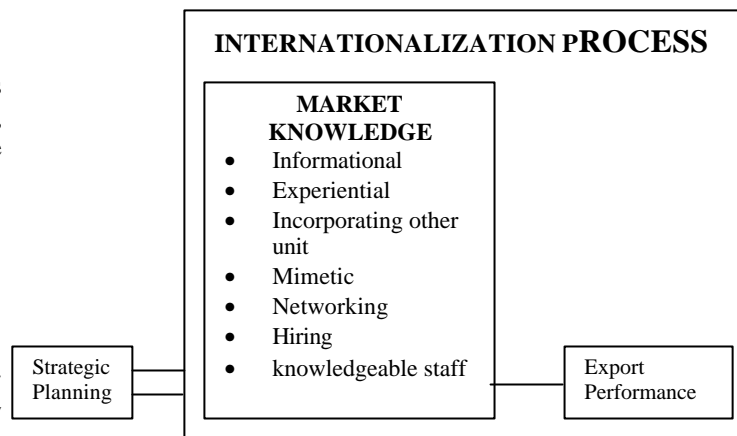 INTERNATIONALIZATION PROCESS
MARKET
KNOWLEDGE
• Informational
• Experiential
• Incorporating other
unit
• Mimetic
• Networking
• Hiring
• knowledgeable staff
Strategic
Planning
Export
Performance